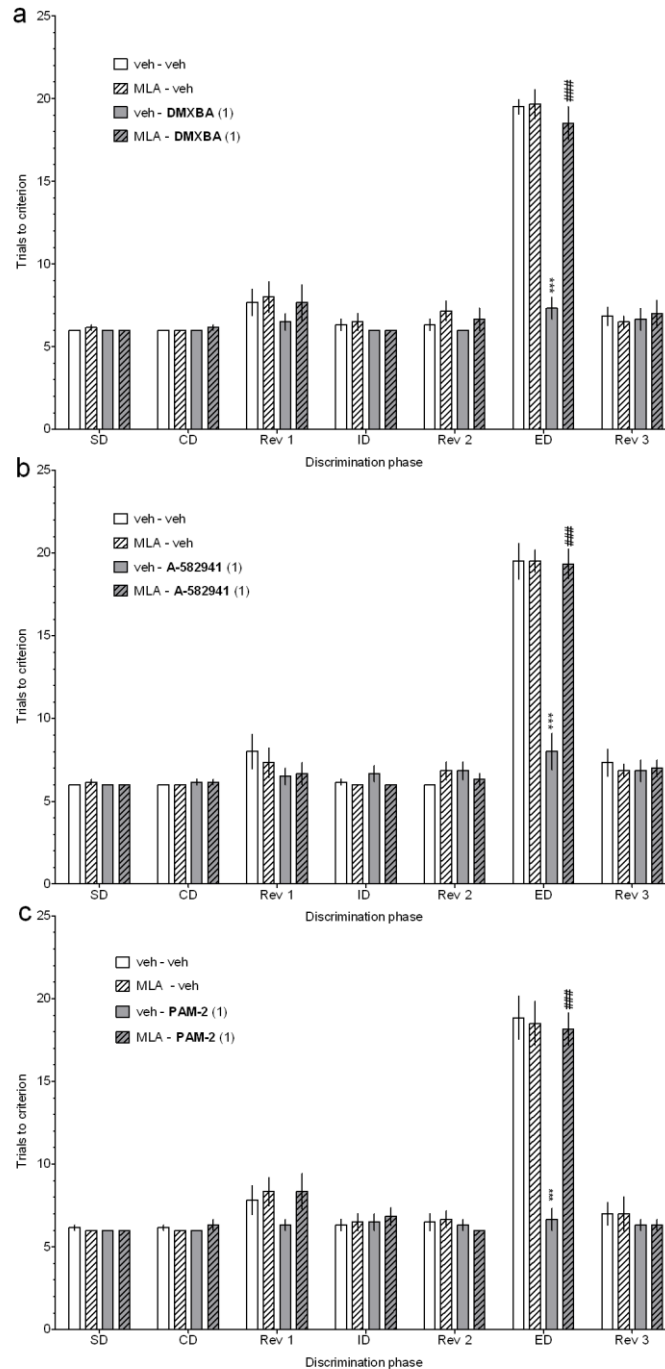 a
25
20
15
10
5
0
Trials to criterion
veh - veh
MLA - veh
veh - DMXBA (1)
MLA - DMXBA (1)
***
###
SD CD Rev 1 ID Rev 2 ED Rev 3
Discrimination phase
b
25
20
15
10
5
0
Trials to criterion
veh - veh
MLA - veh
veh - A-582941 (1)
MLA - A-582941 (1)
***
###
SD CD Rev 1 ID Rev 2 ED Rev 3
Discrimination phase
c
25
20
15
10
5
0
Trials to criterion
veh - veh
MLA - veh
veh - PAM-2 (1)
MLA - PAM-2 (1)
***
###
SD CD Rev 1 ID Rev 2 ED Rev 3
Discrimination phase